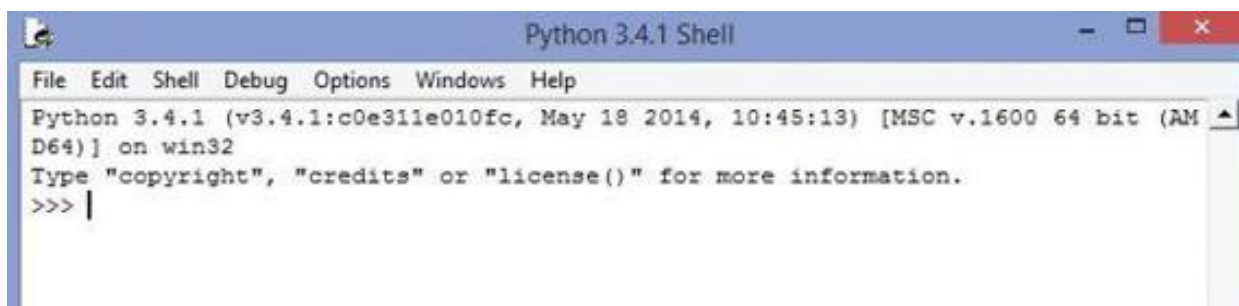 Python 3.4.1 Shell
File Edit Shell Debug Options Windows Help
Python 3.4.1 (v3.4.1:c0e311e010fc, May 18 2014, 10:45:13) [MSC v.1600 64 bit (AM
D64)] on win32
Type "copyright", "credits" or "license()" for more information.
>>>